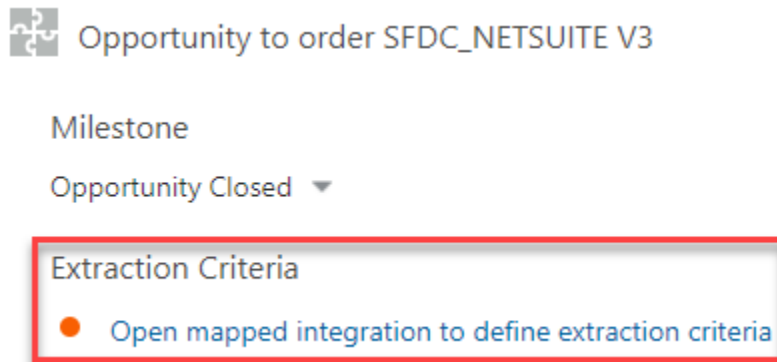 Opportunity to order SFDC_NETSUITE V3
Milestone
Opportunity Closed
Extraction Criteria
Open mapped integration to define extraction criteria